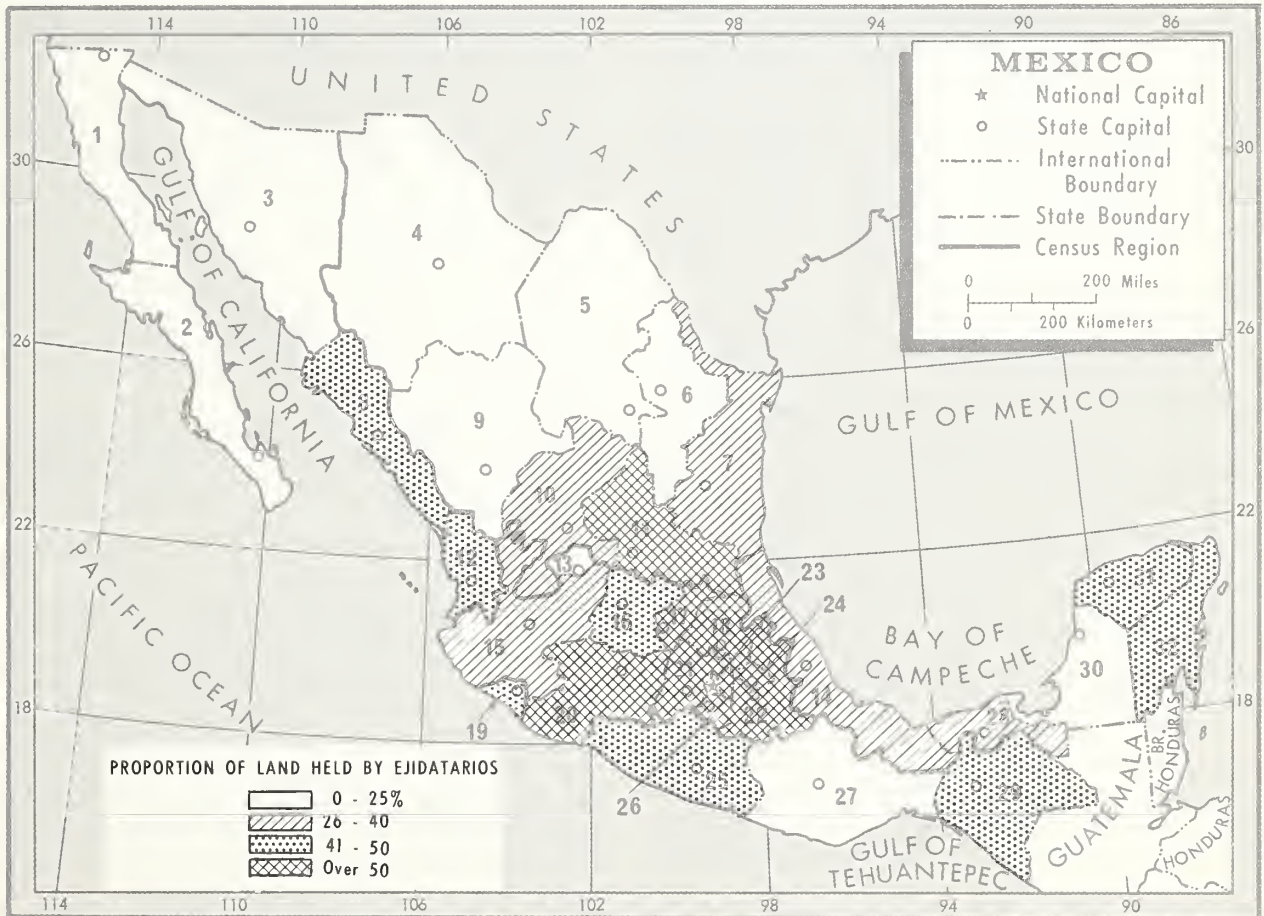 114 110 106 102 98 94 90 86
MEXICO
National Capital
State Capital
International
Boundary
State Boundary
Census Region
0 200 Miles
0 200 Kilometers
UNITED STATES
GULF OF CALIFORNIA
GULF OF MEXICO
PACIFIC OCEAN
BAY OF
CAMPECHE
BR. HONDURAS
GUATEMALA
HONDURAS
GULF OF
TEHUANTEPEC
30 30
26 26
22 22
18 18
1
3
4
2
5
6
9
7
10
12
13
23
24
15
16
14
30
19
26
25
27
PROPORTION OF LAND HELD BY EJIDATARIOS
0 - 25%
26 - 40
41 - 50
Over 50
114 110 106 102 98 94 90